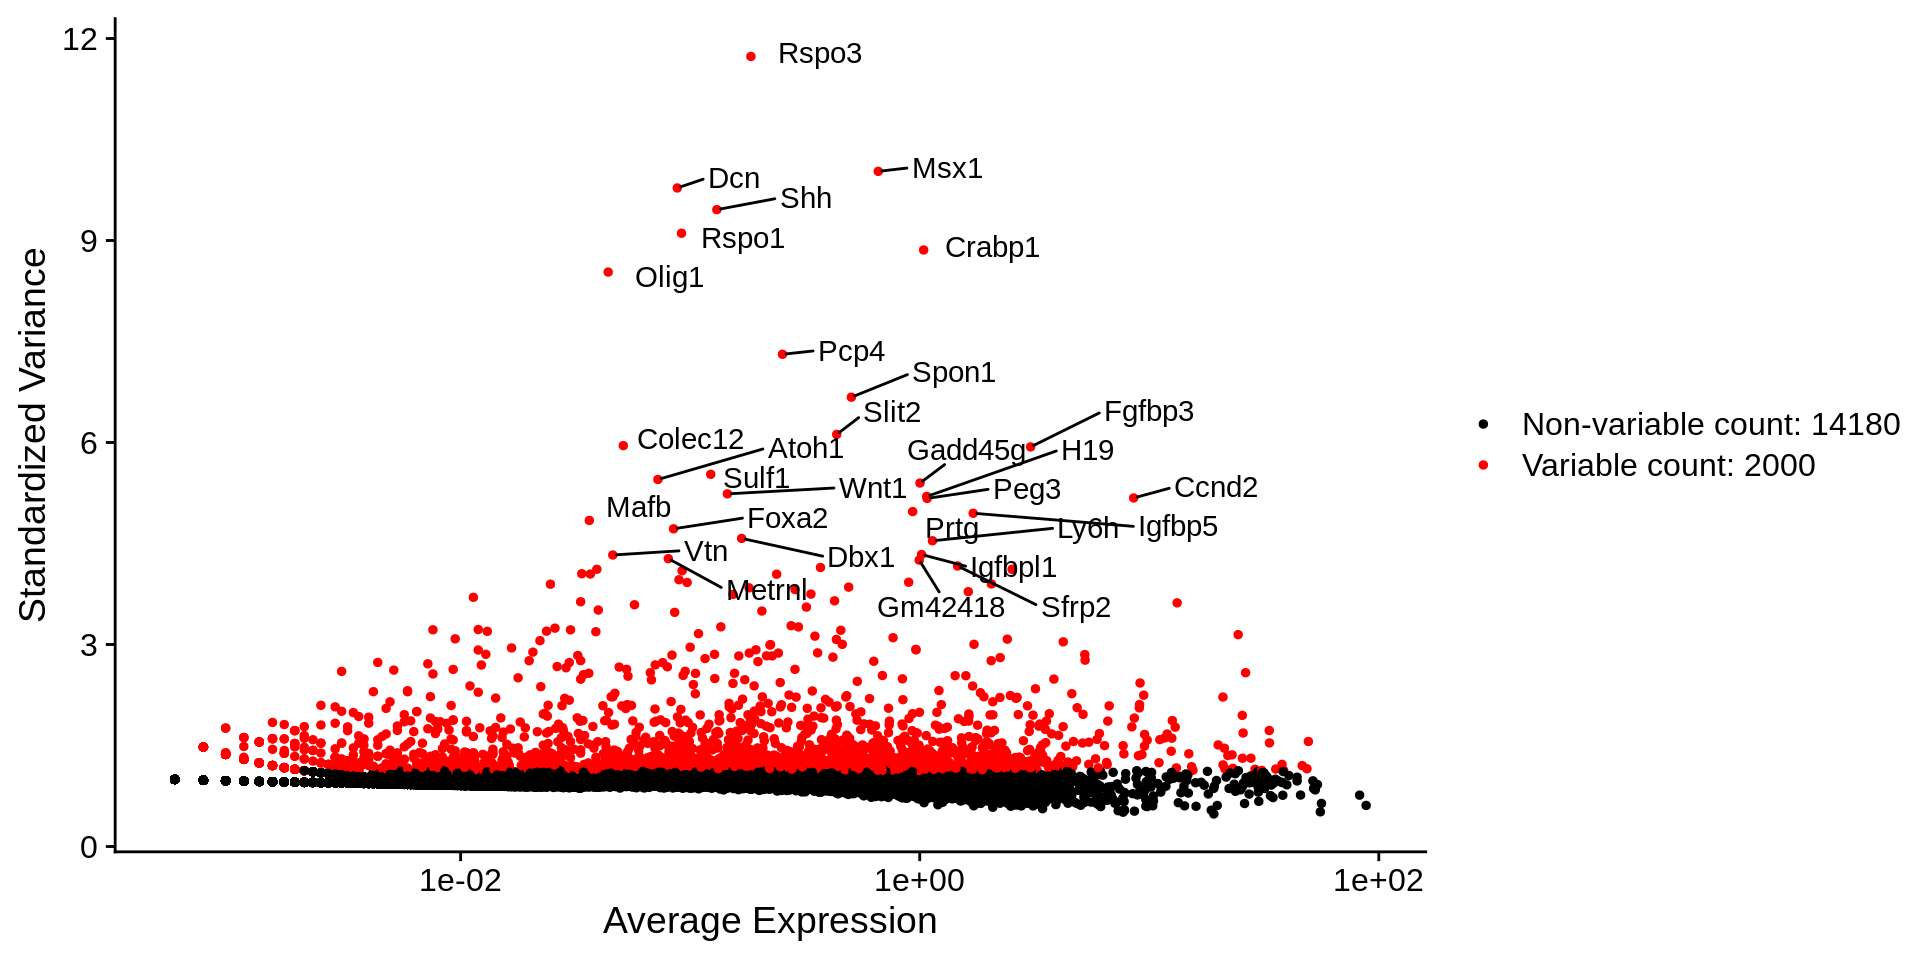 12
Rspo3
Msx1
Dcn
Shh
Rspo1
9
Crabp1
Olig1
Pcp4
Spon1
Slit2
Fgfbp3
Non-variable count: 14180
Colec12
6
Atoh1
Gadd45g
H19
Variable count: 2000
Sulf1
Wnt1
Peg3
Ccnd2
Mafb
Foxa2
Prtg
Ly6h
Igfbp5
Vtn
Dbx1
Igfbpl1
Metrnl
Gm42418
Sfrp2
3
0
Standardized Variance
1e-02
1e+00
1e+02
Average Expression